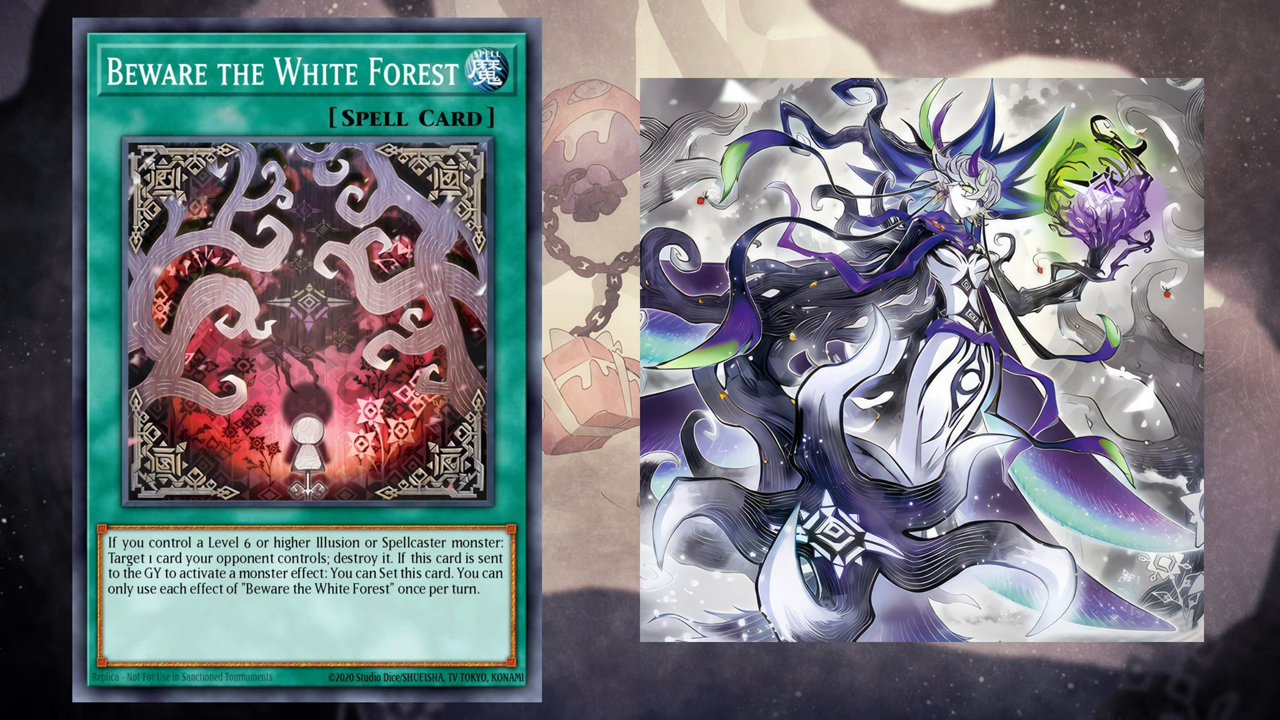 BEWARE THE WHITE FOREST
SPELL
魔
[SPELL CARD]
If you control a Level 6 or higher Illusion or Spellcaster monster:
Target 1 card your opponent controls; destroy it. If this card is sent
to the GY to activate a monster effect: You can Set this card. You can
only use each effect of "Beware the White Forest" once per turn.
Replica - Not For Use in Sanctioned Tournaments
©2020 Studio Dice/SHUEISHA, TV TOKYO, KONAMI